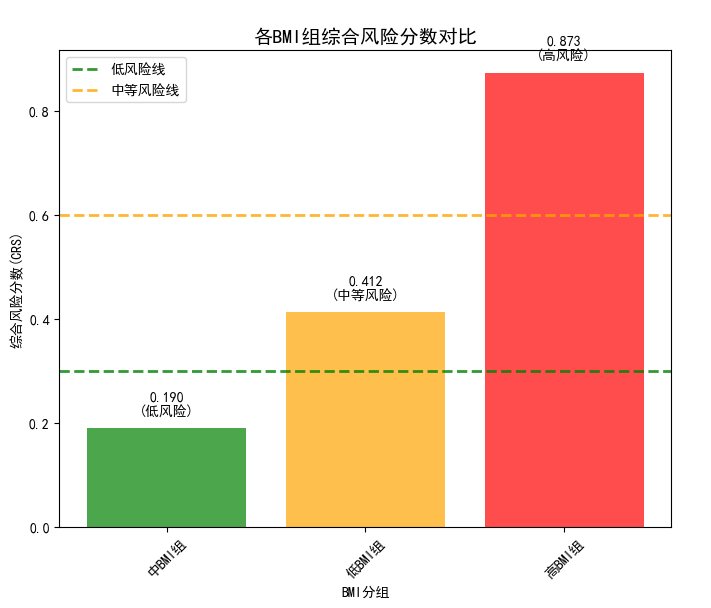 各BMI组综合风险分数对比
低风险线
中等风险线
0.873
(高风险)
0.412
(中等风险)
0.190
(低风险)
综合风险分数(CRS)
0.8
0.6
0.4
0.2
0.0
中BMI组
低BMI组
高BMI组
BMI分组